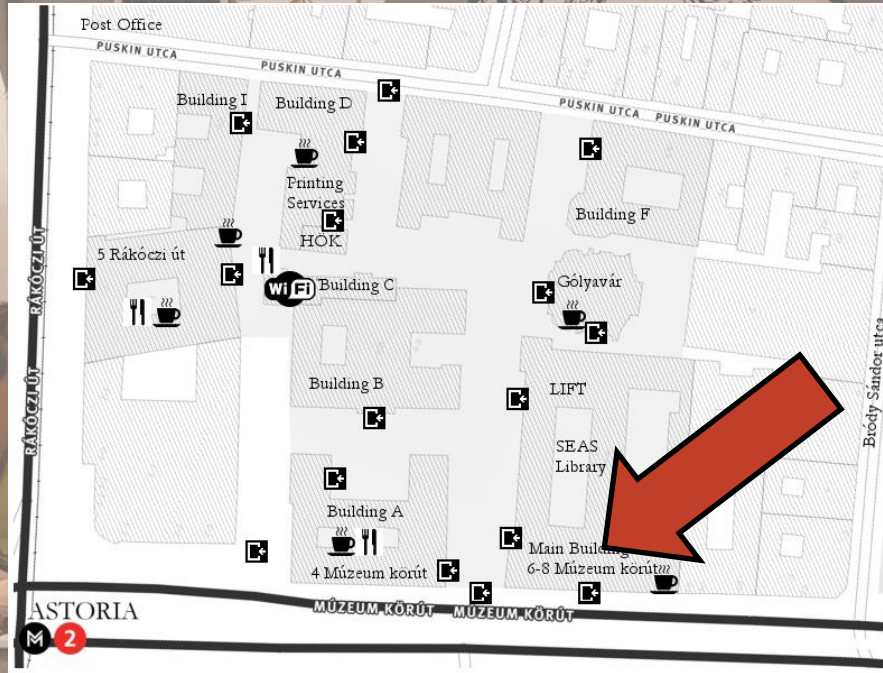 Post Office
PUSKIN UTCA
PUSKIN UTCA
PUSKIN UTCA PUSKIN UTCA
Building I
Building D
Printing
Services
HÖK
Building F
5 Rákóczi út
RÁKÓCZI ÚT
WiFi
Building C
Gólyavár
Bródy Sándor utca
Building B
LIFT
RÁKÓCZI ÚT
SEAS
Library
Building A
4 Múzeum körút
Main Building
6-8 Múzeum körút
MÚZEUM KÖRÚT MÚZEUM KÖRÚT
ASTORIA
M 2